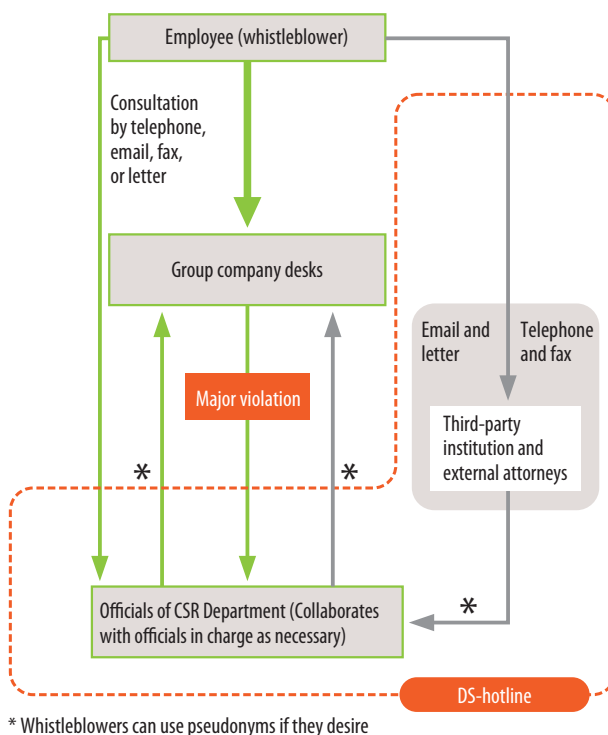 Employee (whistleblower)
Consultation
by telephone,
email, fax,
or letter
Group company desks
Email and
letter
Telephone
and fax
Major violation
Third-party
institution and
external attorneys
*
*
Officials of CSR Department (Collaborates
with officials in charge as necessary)
*
DS-hotline
* Whistleblowers can use pseudonyms if they desire